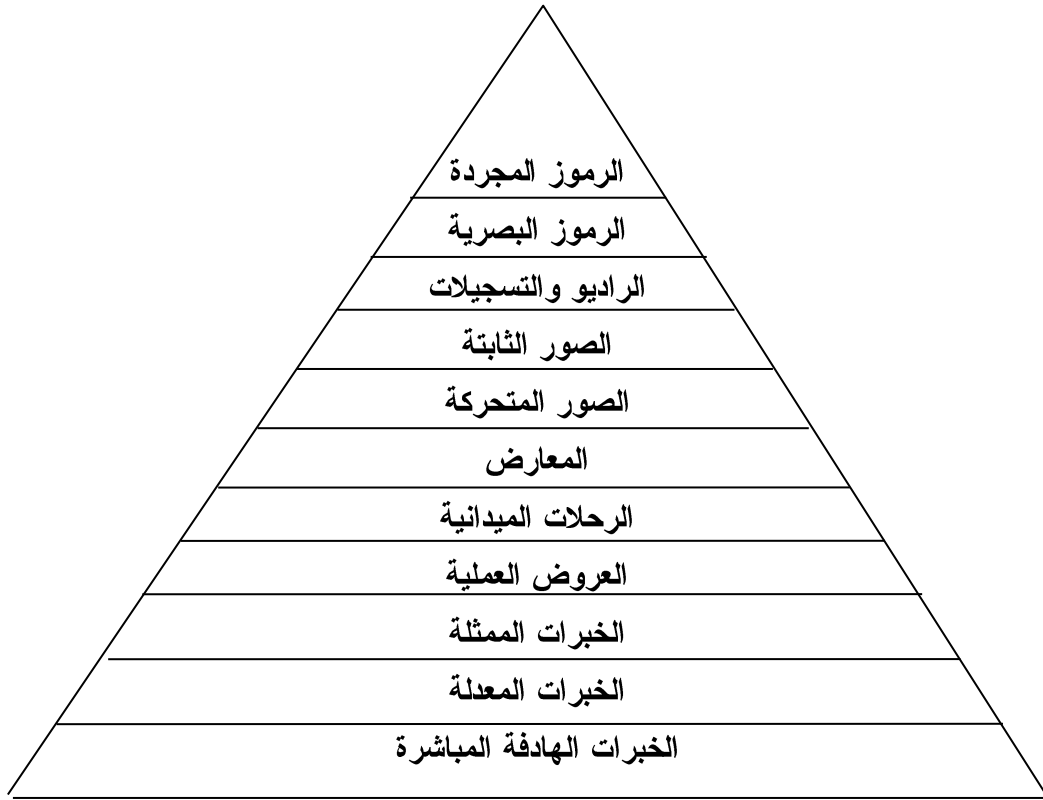 الرموز المجردة
الرموز البصرية
الراديو والتسجيلات
الصور الثابتة
الصور المتحركة
المعارض
الرحلات الميدانية
العروض العملية
الخبرات الممثلة
الخبرات المعدلة
الخبرات الهادفة المباشرة